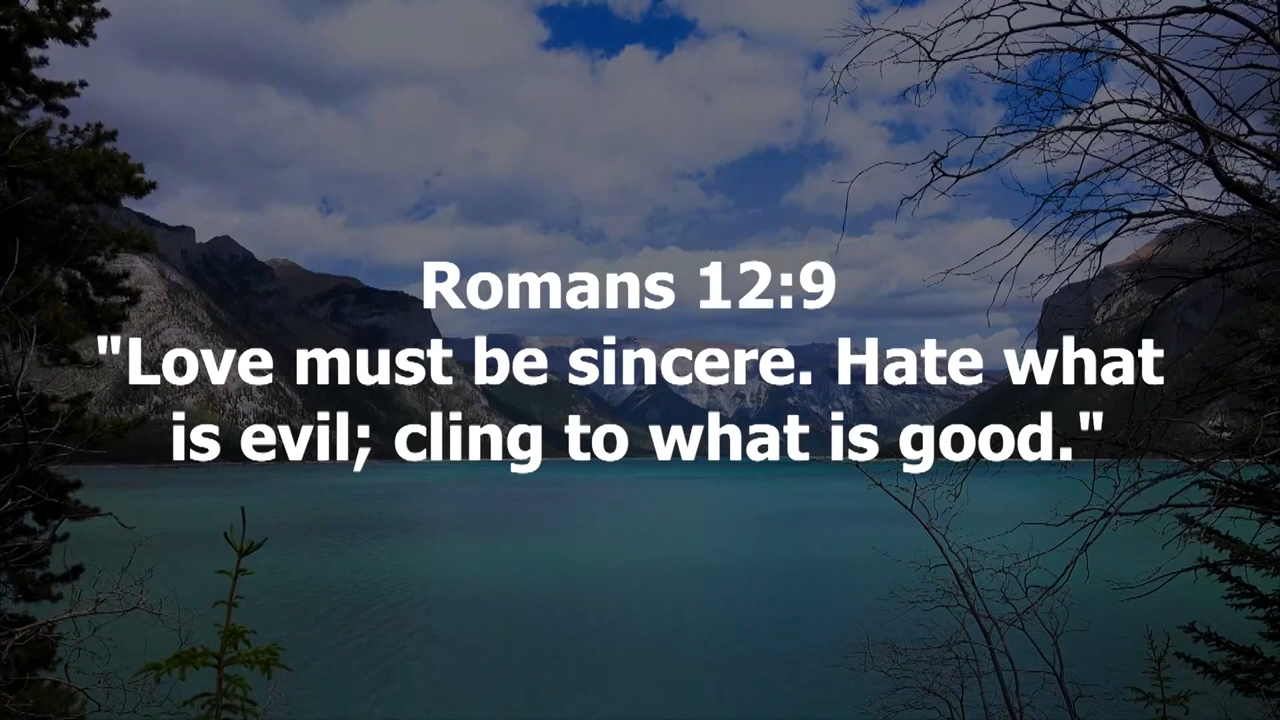 Romans 12:9
"Love must be sincere. Hate what
is evil; cling to what is good."